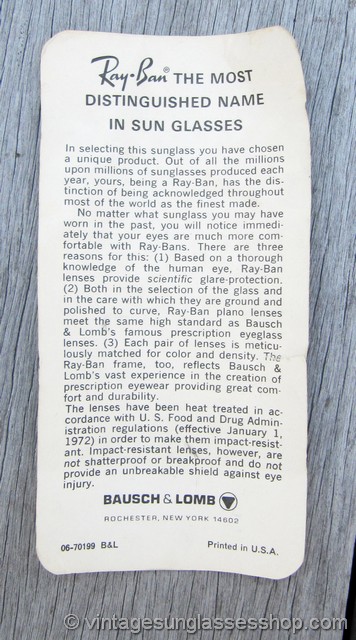 Ray-Ban® THE MOST
DISTINGUISHED NAME
IN SUN GLASSES
In selecting this sunglass you have chosen
a unique product. Out of all the millions
upon millions of sunglasses produced each
year, yours, being a Ray-Ban, has the dis-
tinction of being acknowledged throughout
most of the world as the finest made.
No matter what sunglass you may have
worn in the past, you will notice immedi-
ately that your eyes are much more com-
fortable with Ray-Bans. There are three
reasons for this: (1) Based on a thorough
knowledge of the human eye, Ray-Ban
lenses provide scientific glare-protection.
(2) Both in the selection of the glass and
in the care with which they are ground and
polished to curve, Ray-Ban plano lenses
meet the same high standard as Bausch
& Lomb's famous prescription eyeglass
lenses. (3) Each pair of lenses is meticu-
lously matched for color and density. The
Ray-Ban frame, too, reflects Bausch &
Lomb's vast experience in the creation of
prescription eyewear providing great com-
fort and durability.
The lenses have been heat treated in ac-
cordance with U. S. Food and Drug Admin-
istration regulations (effective January 1,
1972) in order to make them impact-resist-
ant. Impact-resistant lenses, however, are
not shatterproof or breakproof and do not
provide an unbreakable shield against eye
injury.
BAUSCH & LOMB
ROCHESTER, NEW YORK 14602
06-70199 B&L Printed in U.S.A.
© vintagesunglassesshop.com